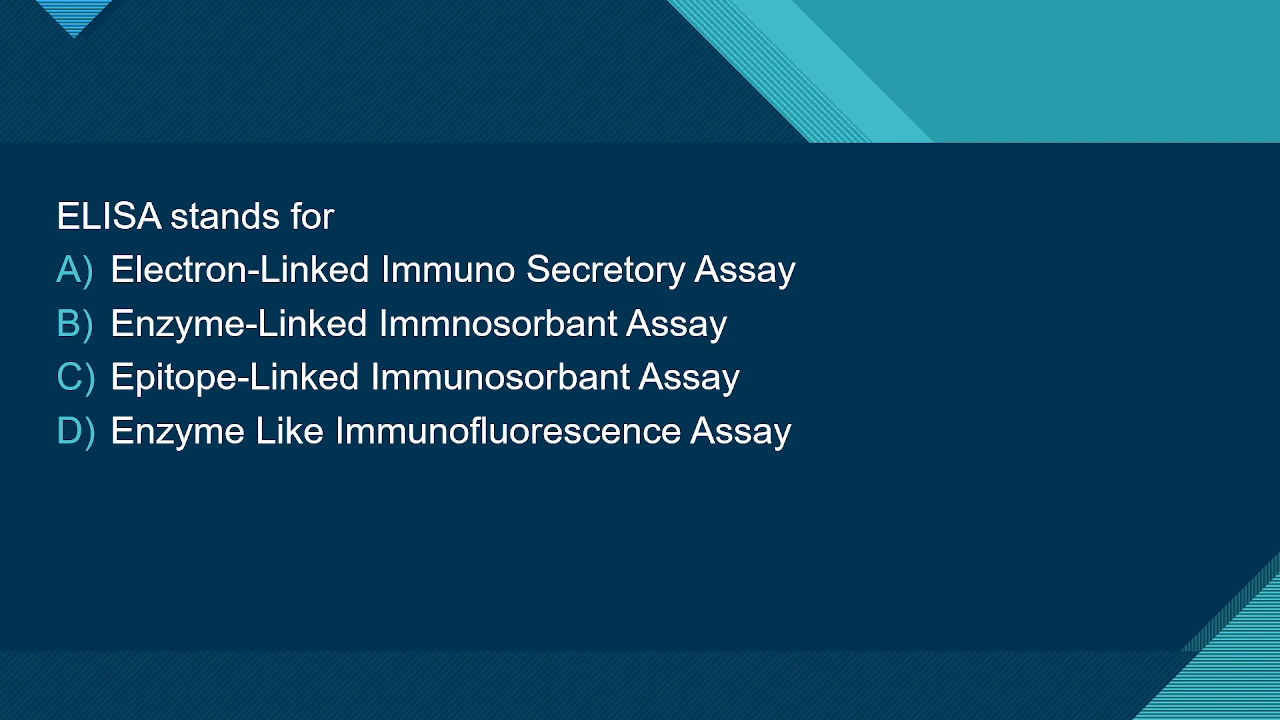 ELISA stands for
A) Electron-Linked Immuno Secretory Assay
B) Enzyme-Linked Immnosorbant Assay
C) Epitope-Linked Immunosorbant Assay
D) Enzyme Like Immunofluorescence Assay